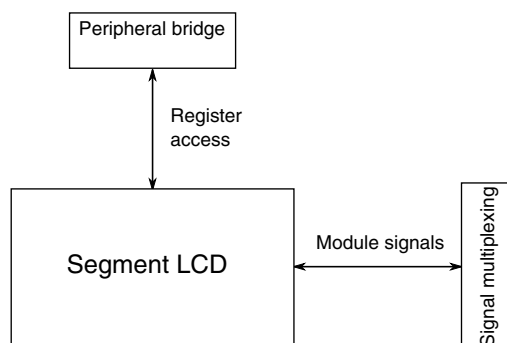 Peripheral bridge
Register
access
Segment LCD
Module signals
Signal multiplexing